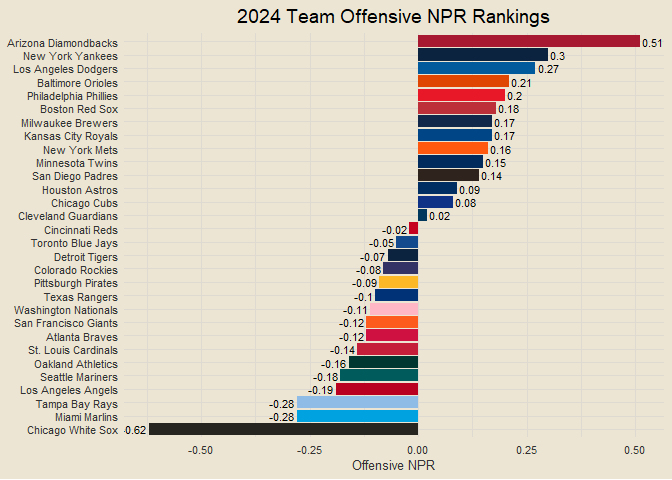 2024 Team Offensive NPR Rankings
Arizona Diamondbacks 0.51
New York Yankees 0.3
Los Angeles Dodgers 0.27
Baltimore Orioles 0.21
Philadelphia Phillies 0.2
Boston Red Sox 0.18
Milwaukee Brewers 0.17
Kansas City Royals 0.17
New York Mets 0.16
Minnesota Twins 0.15
San Diego Padres 0.14
Houston Astros 0.09
Chicago Cubs 0.08
Cleveland Guardians 0.02
Cincinnati Reds -0.02
Toronto Blue Jays -0.05
Detroit Tigers -0.07
Colorado Rockies -0.08
Pittsburgh Pirates -0.09
Texas Rangers -0.1
Washington Nationals -0.11
San Francisco Giants -0.12
Atlanta Braves -0.12
St. Louis Cardinals -0.14
Oakland Athletics -0.16
Seattle Mariners -0.18
Los Angeles Angels -0.19
Tampa Bay Rays -0.28
Miami Marlins -0.28
Chicago White Sox -0.62
-0.50 -0.25 0.00 0.25 0.50
Offensive NPR